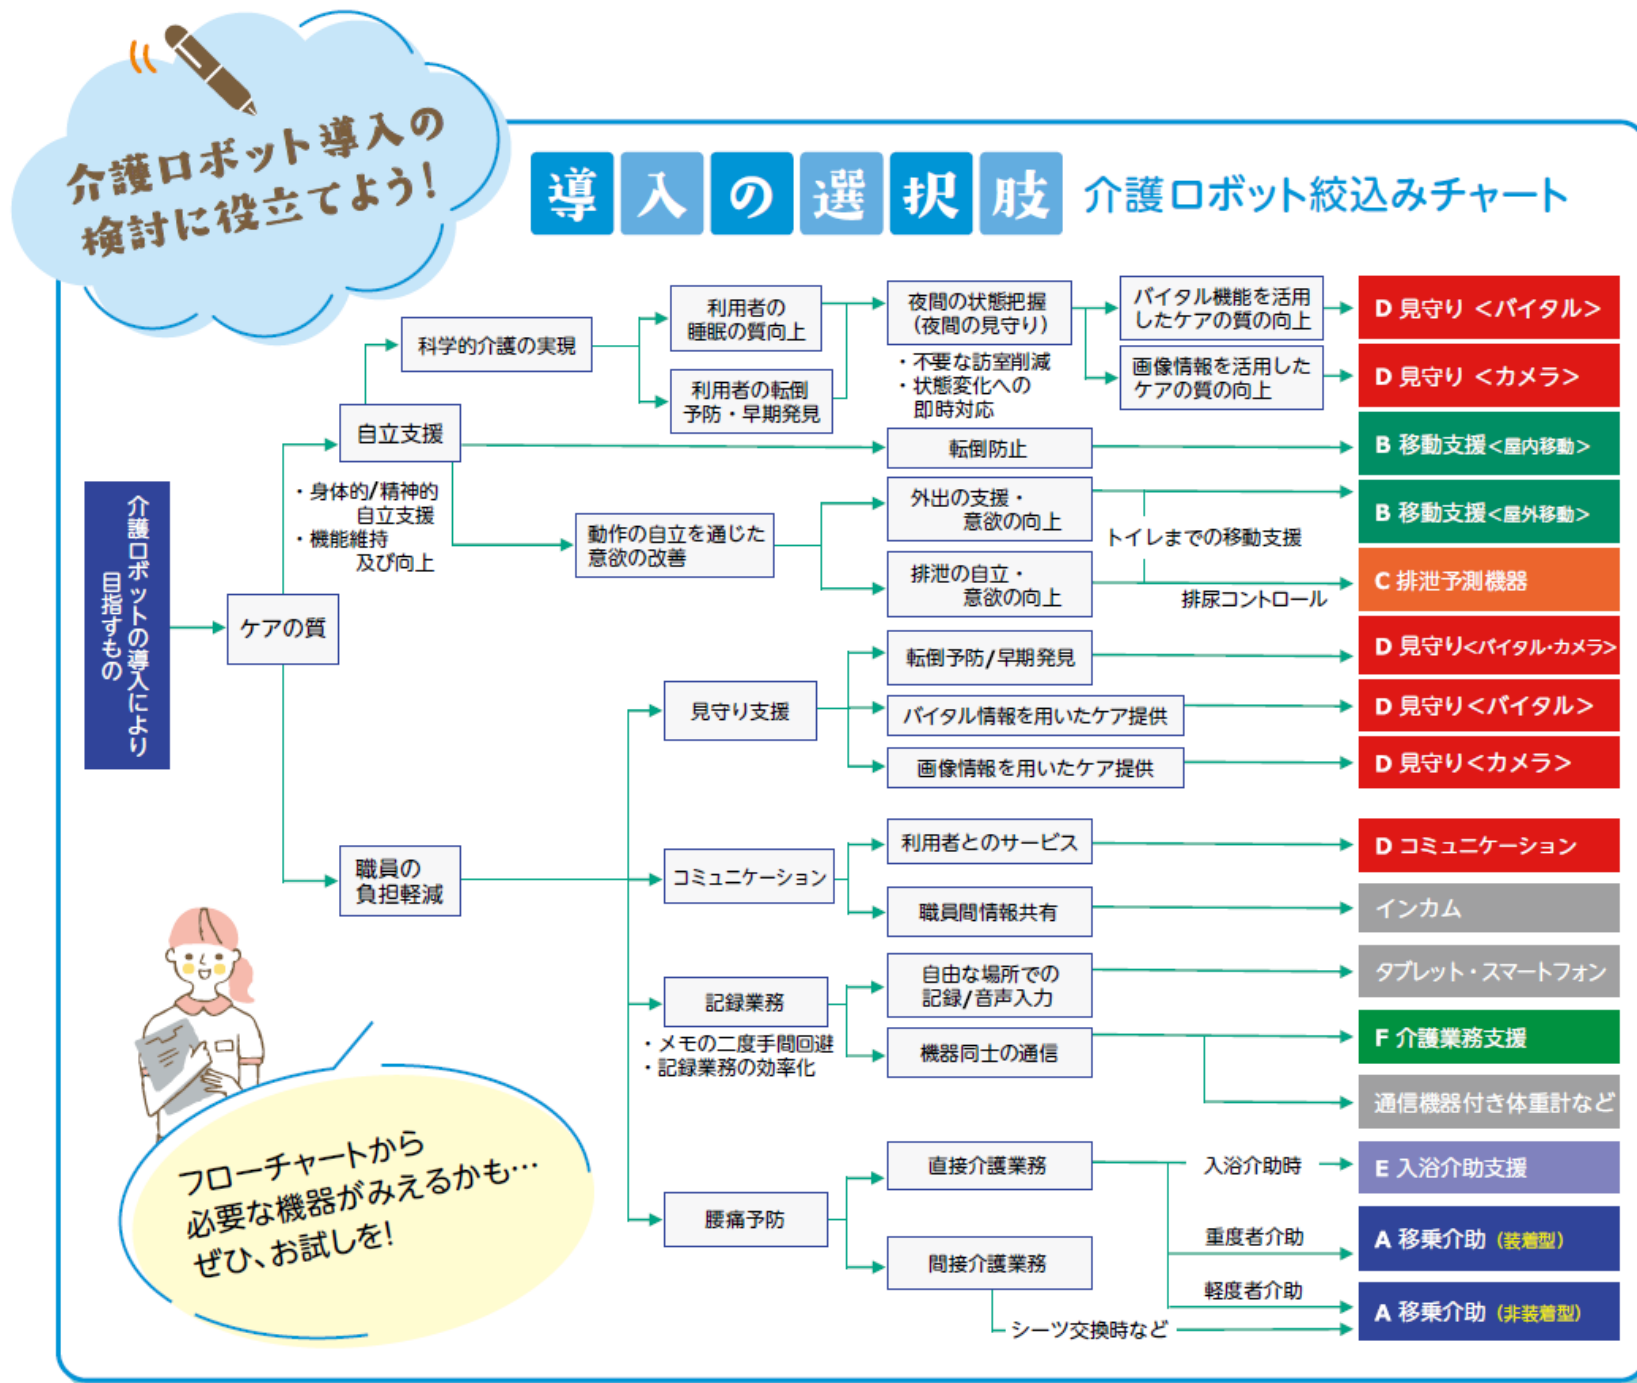 介護ロボット導入の
検討に役立てよう!
導入の選択肢 介護ロボット絞込みチャート
介護ロボットの導入により
目指すもの
ケアの質
自立支援
・身体的/精神的
自立支援
・機能維持
及び向上
科学的介護の実現
利用者の
睡眠の質向上
利用者の転倒
予防・早期発見
夜間の状態把握
（夜間の見守り）
・不要な訪室削減
・状態変化への
即時対応
バイタル機能を活用
したケアの質の向上
D 見守り ＜バイタル＞
画像情報を活用した
ケアの質の向上
D 見守り ＜カメラ＞
転倒防止
B 移動支援＜屋内移動＞
動作の自立を通じた
意欲の改善
外出の支援・
意欲の向上
B 移動支援＜屋外移動＞
トイレまでの移動支援
排泄の自立・
意欲の向上
排尿コントロール
C 排泄予測機器
職員の
負担軽減
見守り支援
転倒予防/早期発見
D 見守り＜バイタル・カメラ＞
バイタル情報を用いたケア提供
D 見守り＜バイタル＞
画像情報を用いたケア提供
D 見守り＜カメラ＞
コミュニケーション
利用者とのサービス
D コミュニケーション
職員間情報共有
インカム
記録業務
・メモの二度手間回避
・記録業務の効率化
自由な場所での
記録/音声入力
タブレット・スマートフォン
機器同士の通信
F 介護業務支援
通信機器付き体重計など
腰痛予防
直接介護業務
入浴介助時
E 入浴介助支援
重度者介助
A 移乗介助（装着型）
間接介護業務
軽度者介助
A 移乗介助（非装着型）
シーツ交換時など
フローチャートから
必要な機器がみえるかも…
ぜひ、お試しを!